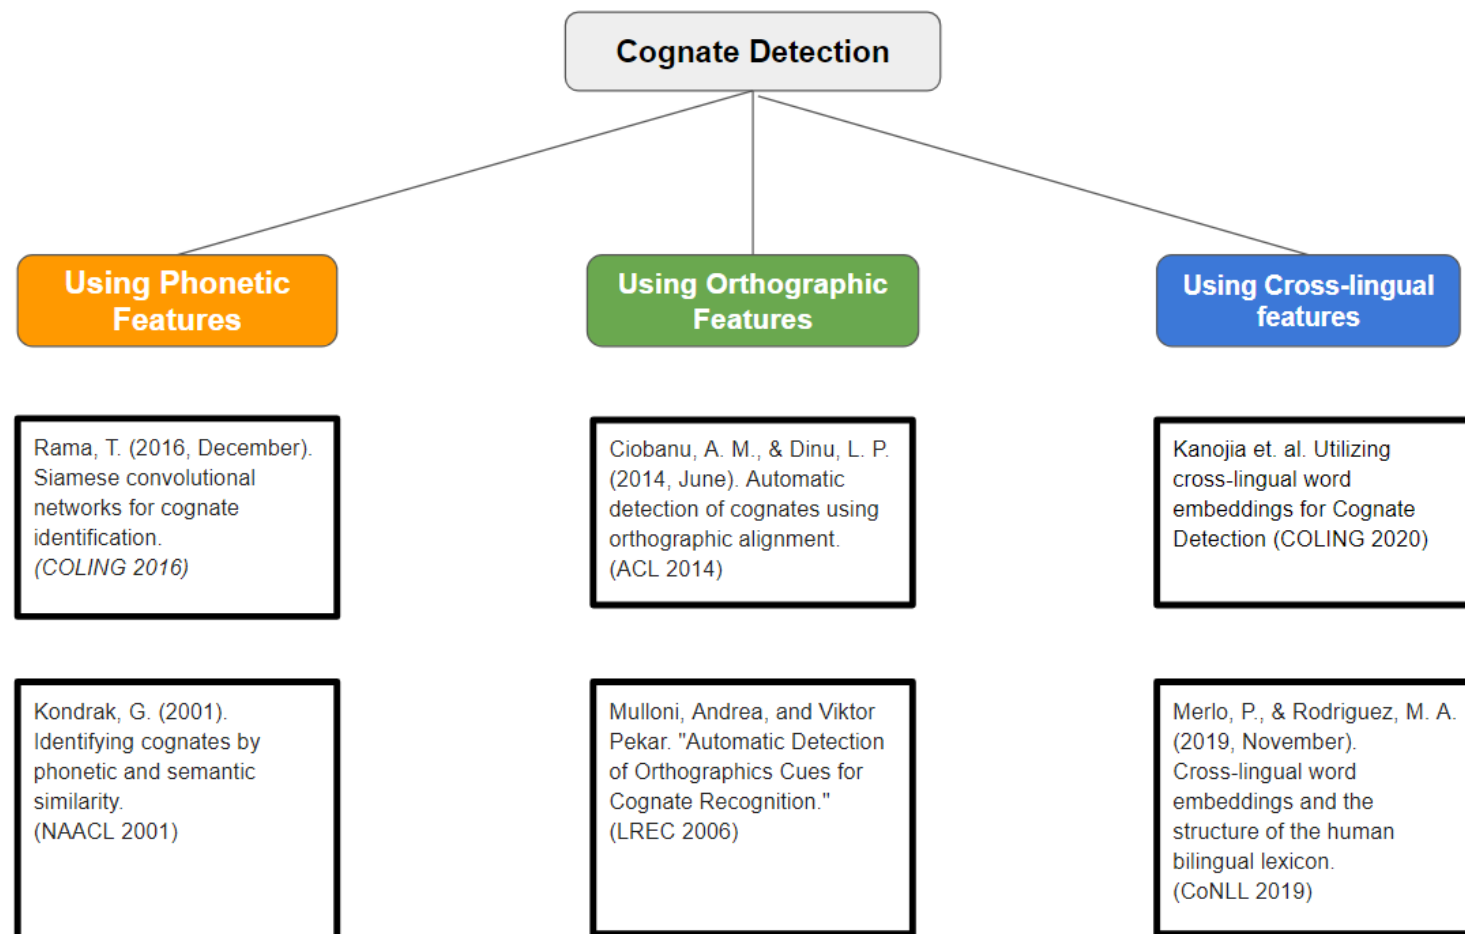 Cognate Detection
Using Phonetic
Features
Using Orthographic
Features
Using Cross-lingual
features
Rama, T. (2016, December).
Siamese convolutional
networks for cognate
identification.
(COLING 2016)
Ciobanu, A. M., & Dinu, L. P.
(2014, June). Automatic
detection of cognates using
orthographic alignment.
(ACL 2014)
Kanojia et. al. Utilizing
cross-lingual word
embeddings for Cognate
Detection (COLING 2020)
Kondrak, G. (2001).
Identifying cognates by
phonetic and semantic
similarity.
(NAACL 2001)
Mulloni, Andrea, and Viktor
Pekar. "Automatic Detection
of Orthographics Cues for
Cognate Recognition."
(LREC 2006)
Merlo, P., & Rodriguez, M. A.
(2019, November).
Cross-lingual word
embeddings and the
structure of the human
bilingual lexicon.
(CoNLL 2019)